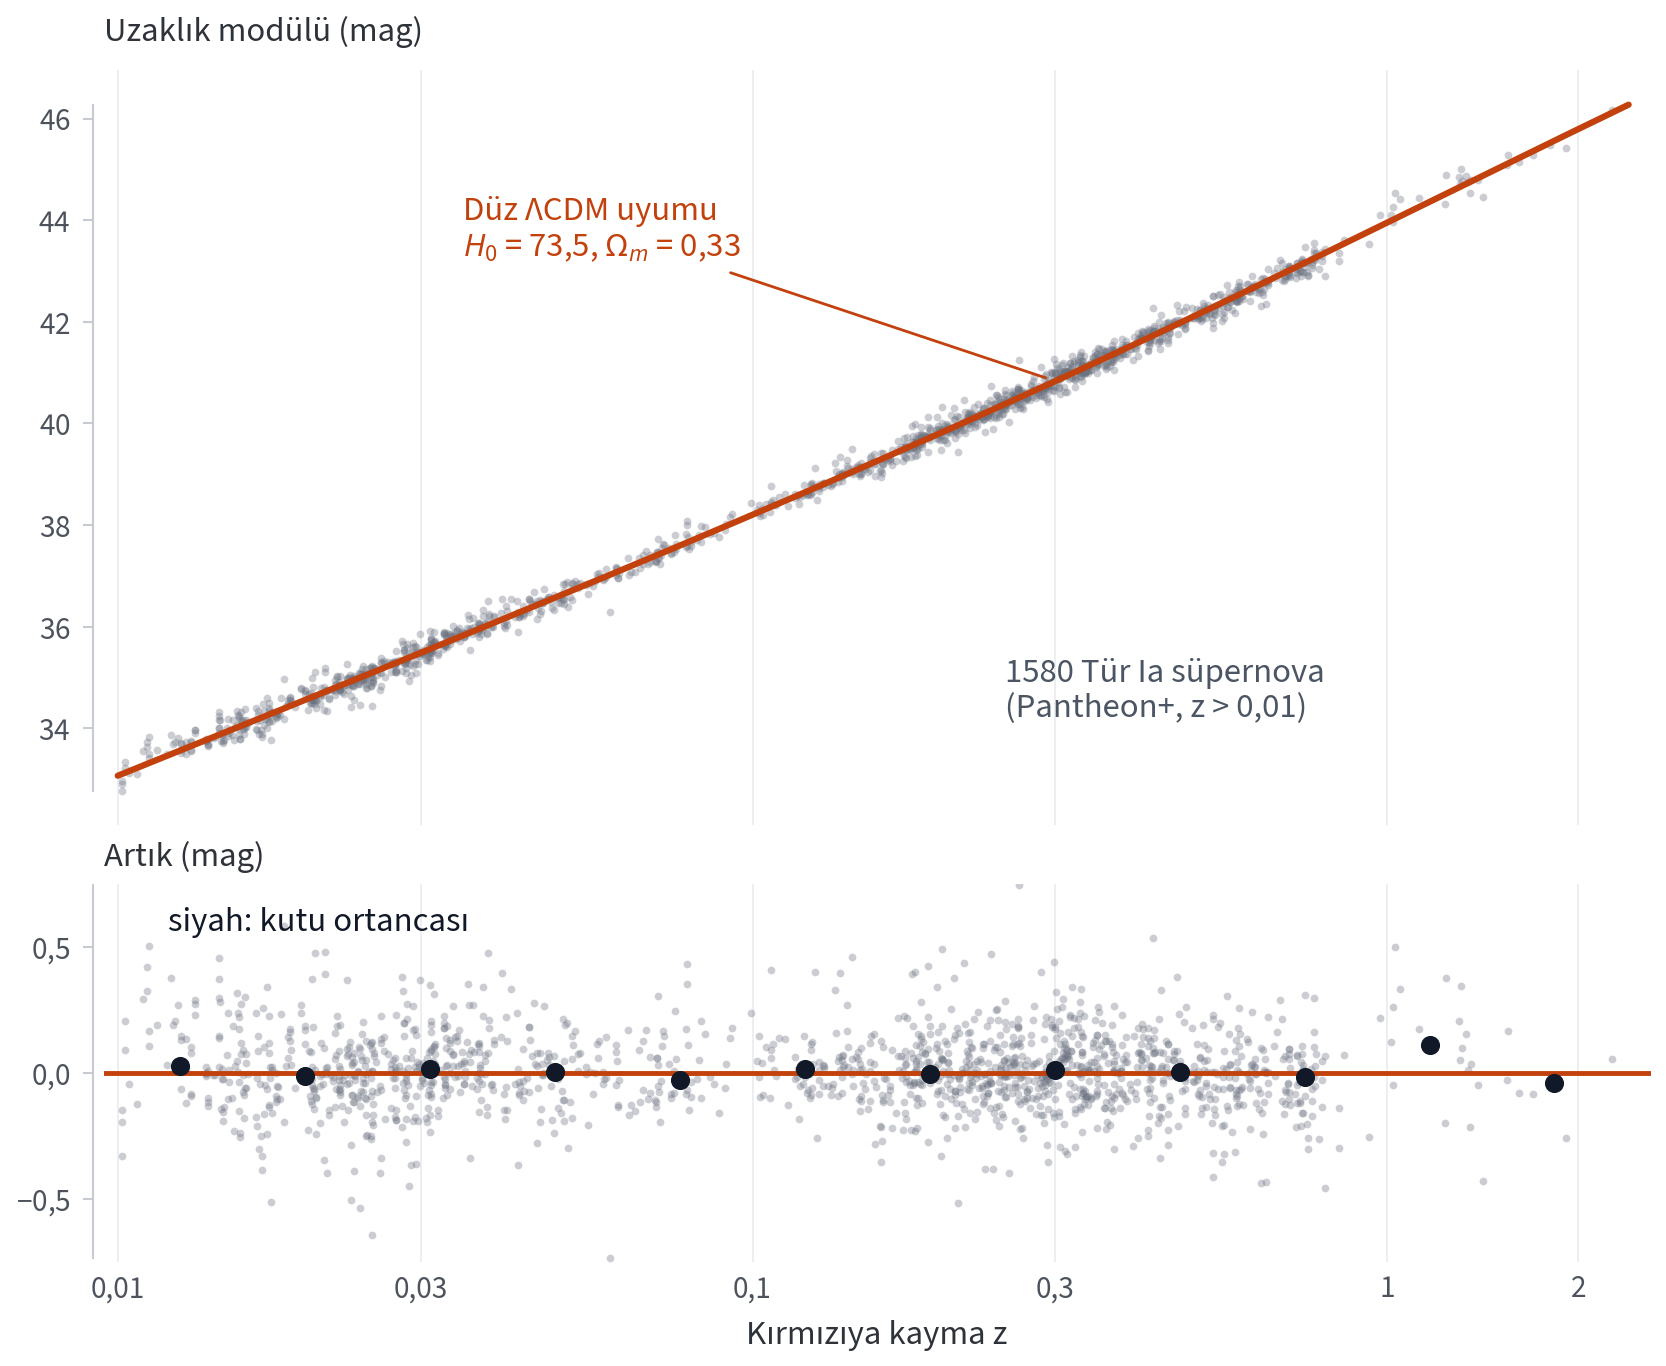 Uzaklık modülü (mag)
46
44
42
40
38
36
34
Düz ΛCDM uyumu
H₀ = 73,5, Ωₘ = 0,33
1580 Tür Ia süpernova
(Pantheon+, z > 0,01)
Artık (mag)
siyah: kutu ortancası
0,5
0,0
−0,5
0,01
0,03
0,1
0,3
1
2
Kırmızıya kayma z